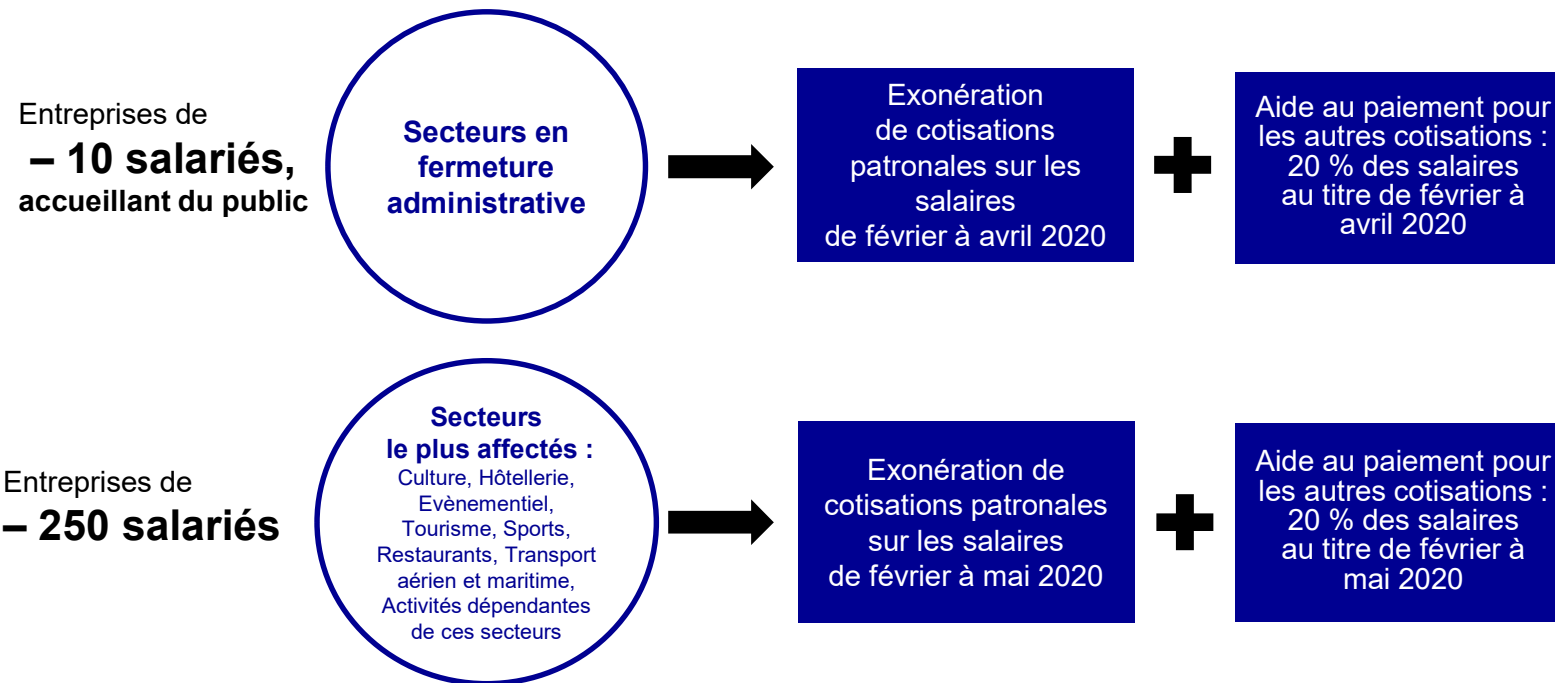 Entreprises de
– 10 salariés,
accueillant du public
Secteurs en
fermeture
administrative
Exonération
de cotisations
patronales sur les
salaires
de février à avril 2020
Aide au paiement pour
les autres cotisations :
20 % des salaires
au titre de février à
avril 2020
Entreprises de
– 250 salariés
Secteurs
le plus affectés :
Culture, Hôtellerie,
Evènementiel,
Tourisme, Sports,
Restaurants, Transport
aérien et maritime,
Activités dépendantes
de ces secteurs
Exonération de
cotisations patronales
sur les salaires
de février à mai 2020
Aide au paiement pour
les autres cotisations :
20 % des salaires
au titre de février à
mai 2020